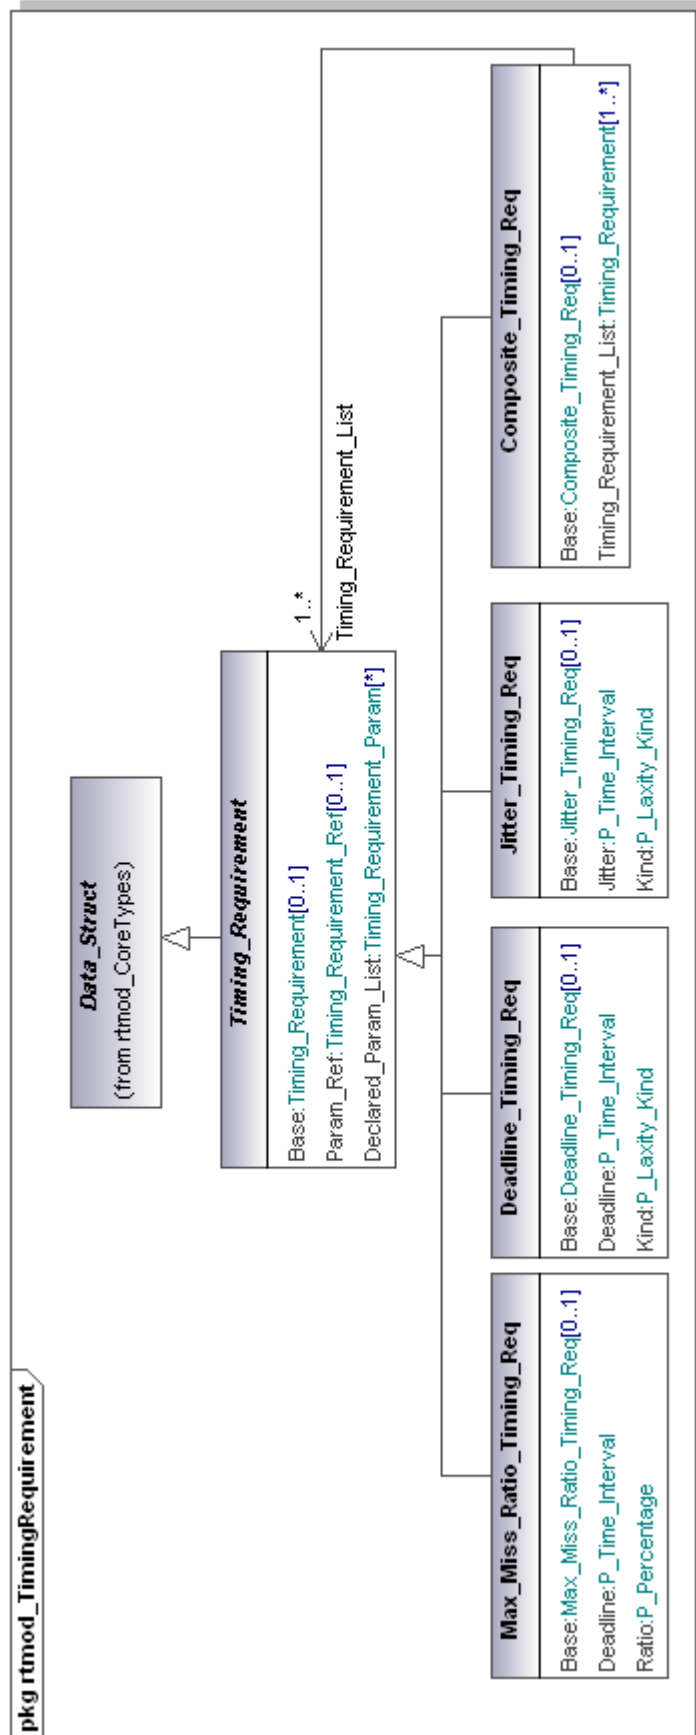 pkg rtmod_TimingRequirement
Data_Struct
(from rtmod_CoreTypes)
Timing_Requirement
Base:Timing_Requirement[0..1]
Param_Ref:Timing_Requirement_Ref[0..1]
Declared_Param_List:Timing_Requirement_Param[*]
1..*
Timing_Requirement_List
Max_Miss_Ratio_Timing_Req
Base:Max_Miss_Ratio_Timing_Req[0..1]
Deadline:P_Time_Interval
Ratio:P_Percentage
Deadline_Timing_Req
Base:Deadline_Timing_Req[0..1]
Deadline:P_Time_Interval
Kind:P_Laxity_Kind
Jitter_Timing_Req
Base:Jitter_Timing_Req[0..1]
Jitter:P_Time_Interval
Kind:P_Laxity_Kind
Composite_Timing_Req
Base:Composite_Timing_Req[0..1]
Timing_Requirement_List:Timing_Requirement[1..*]